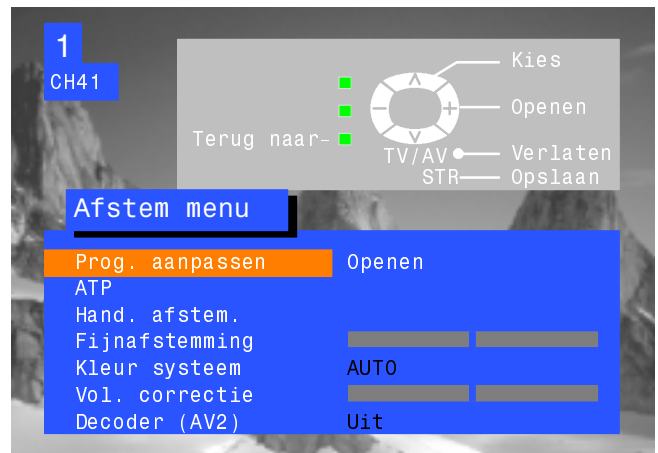 1
CH41
Kies
Openen
Terug naar-
TV/AV Verlaten
STR Opslaan
Afstem menu
Prog. aanpassen Openen
ATP
Hand. afstem.
Fijnafstemming
Kleur systeem AUTO
Vol. correctie
Decoder (AV2) Uit